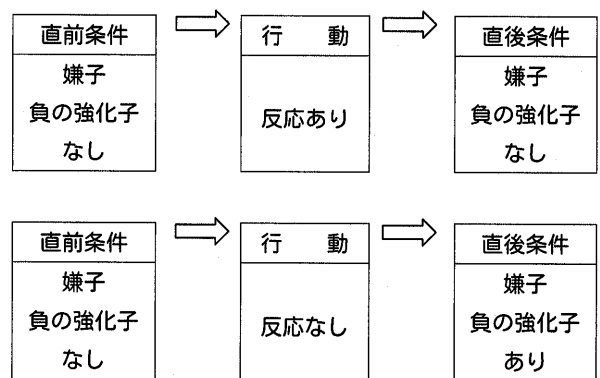 直前条件
嫌子
負の強化子
なし
行 動
反応あり
直後条件
嫌子
負の強化子
なし
直前条件
嫌子
負の強化子
なし
行 動
反応なし
直後条件
嫌子
負の強化子
あり